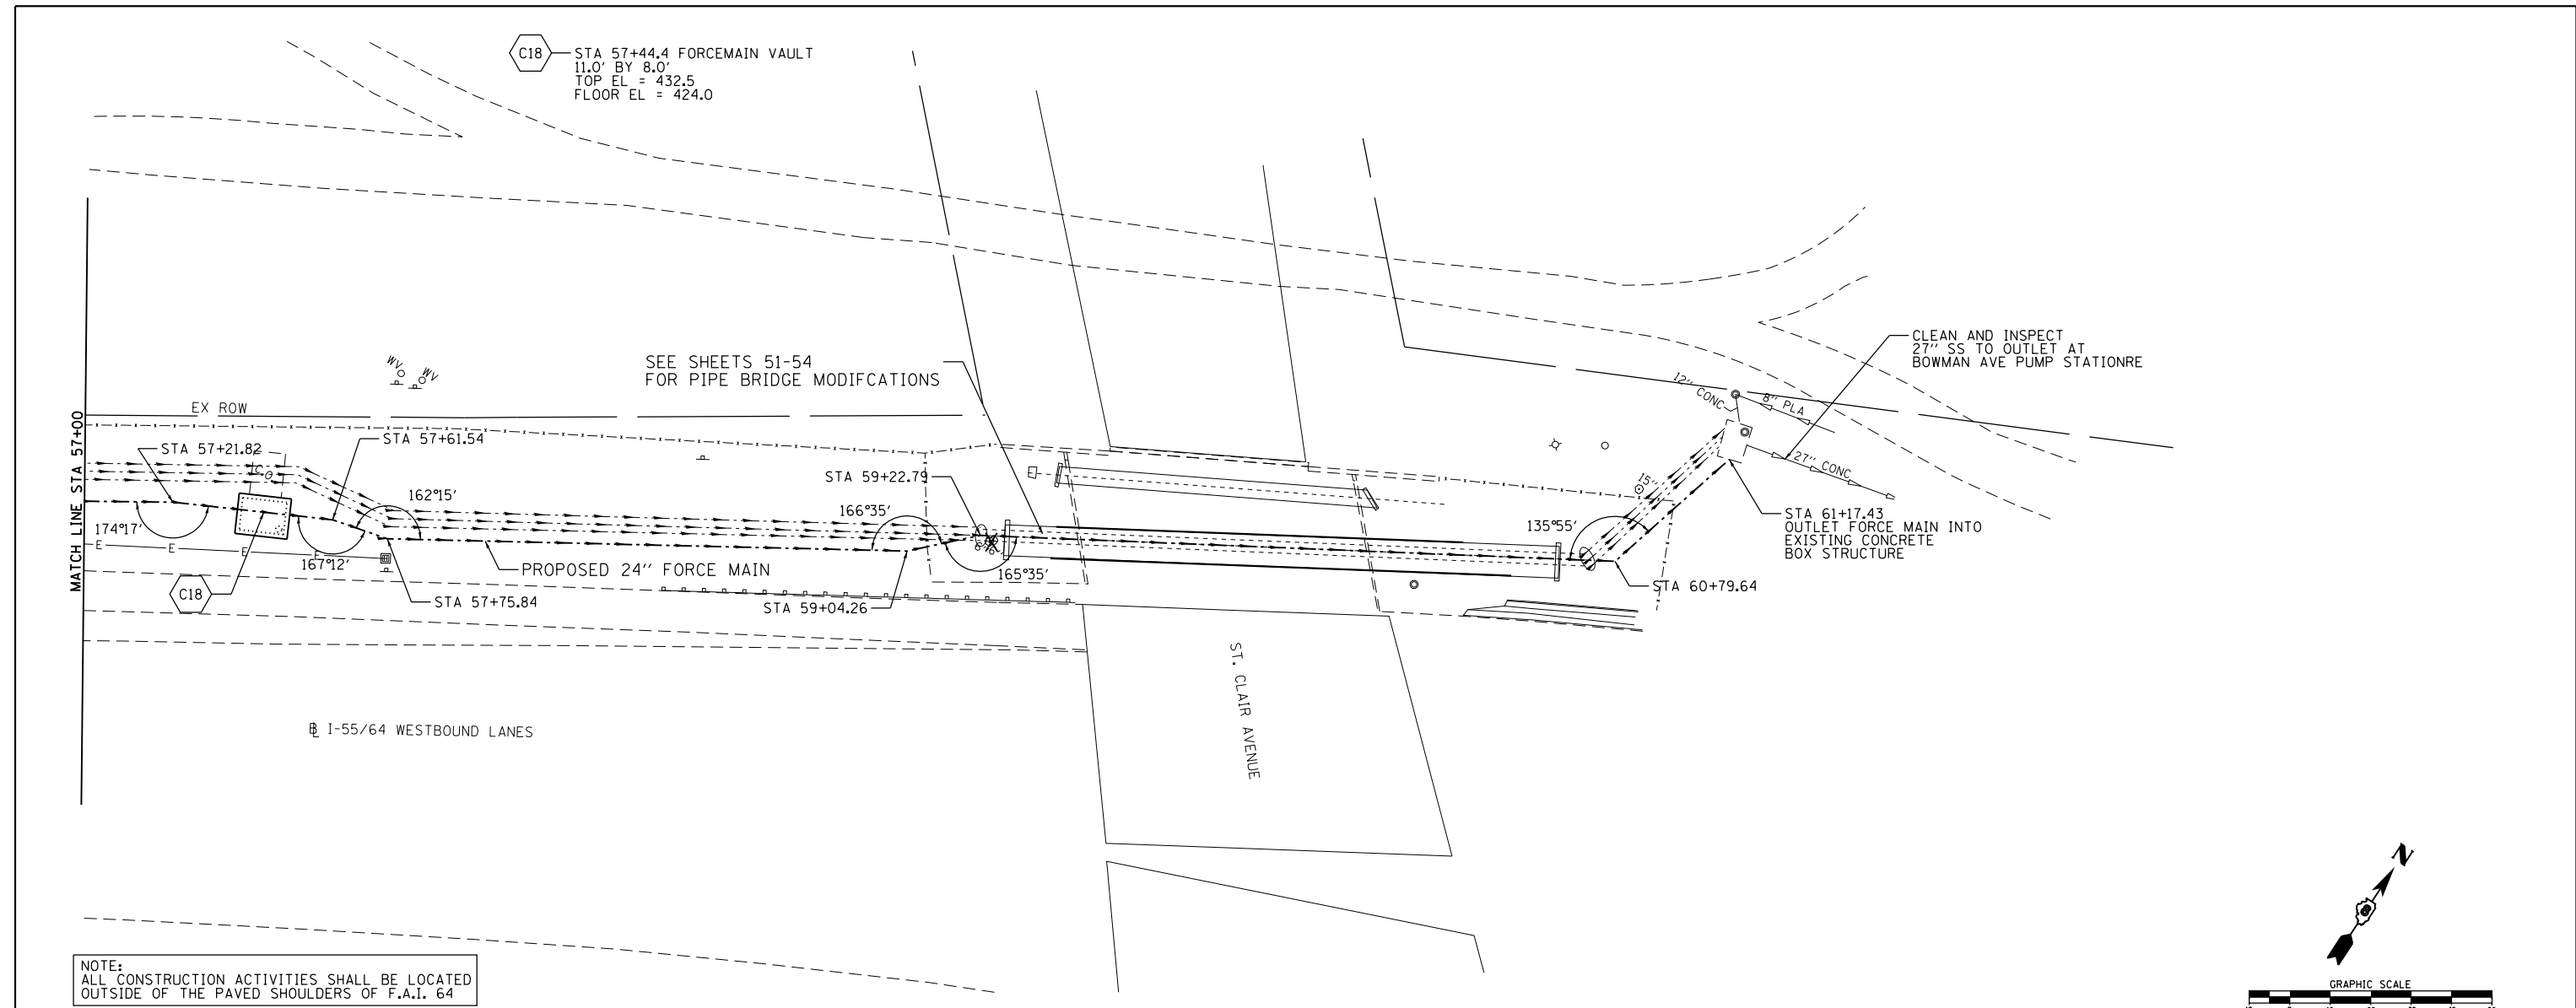 C18
STA 57+44.4 FORCEMAIN VAULT
11.0' BY 8.0'
TOP EL = 432.5
FLOOR EL = 424.0
SEE SHEETS 51-54
FOR PIPE BRIDGE MODIFCATIONS
CLEAN AND INSPECT
27'' SS TO OUTLET AT
BOWMAN AVE PUMP STATIONRE
WV
WV
12'' CONC
8'' PLA
27'' CONC
EX ROW
MATCH LINE STA 57+00
STA 57+21.82
STA 57+61.54
C.O
162°15'
STA 59+22.79
166°35'
174°17'
E
E
E
E
167°12'
PROPOSED 24'' FORCE MAIN
C18
STA 57+75.84
STA 59+04.26
165°35'
135°55'
15''
STA 61+17.43
OUTLET FORCE MAIN INTO
EXISTING CONCRETE
BOX STRUCTURE
STA 60+79.64
ST. CLAIR AVENUE
I-55/64 WESTBOUND LANES
N
NOTE:
ALL CONSTRUCTION ACTIVITIES SHALL BE LOCATED
OUTSIDE OF THE PAVED SHOULDERS OF F.A.I. 64
GRAPHIC SCALE